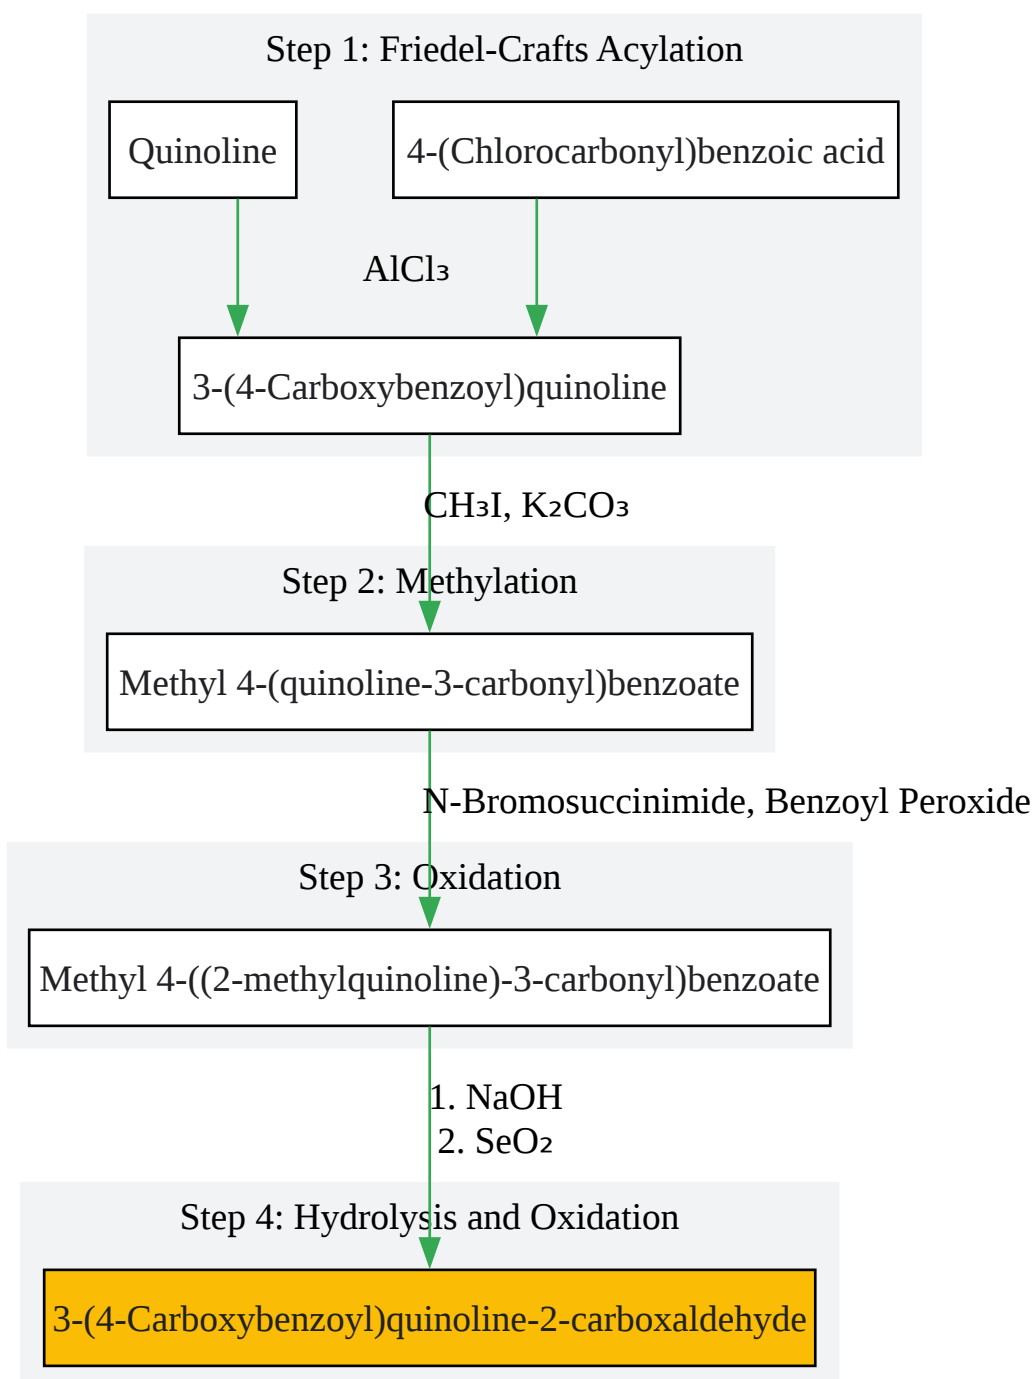 Step 1: Friedel-Crafts Acylation
Quinoline
4-(Chlorocarbonyl)benzoic acid
AlCl₃
3-(4-Carboxybenzoyl)quinoline
CH₃I, K₂CO₃
Step 2: Methylation
Methyl 4-(quinoline-3-carbonyl)benzoate
N-Bromosuccinimide, Benzoyl Peroxide
Step 3: Oxidation
Methyl 4-((2-methylquinoline)-3-carbonyl)benzoate
1. NaOH
2. SeO₂
Step 4: Hydrolysis and Oxidation
3-(4-Carboxybenzoyl)quinoline-2-carboxaldehyde